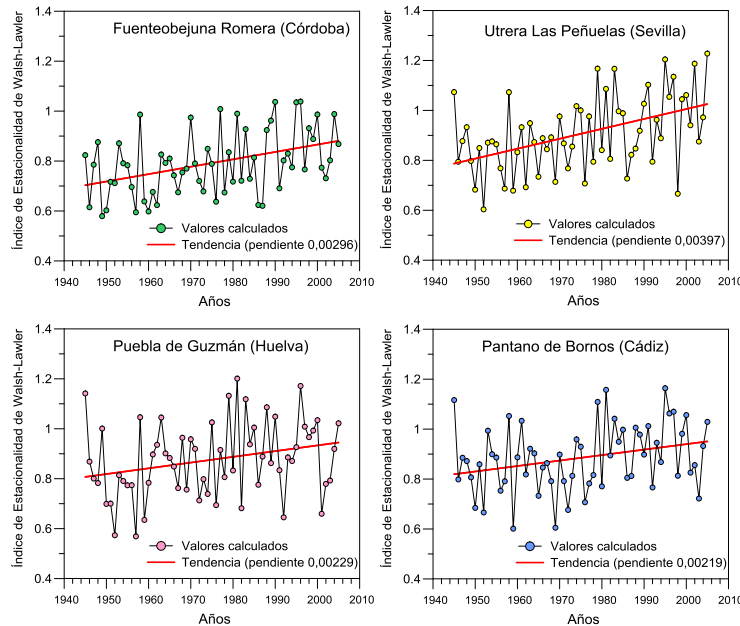 Fuenteobejuna Romera (Córdoba)
Índice de Estacionalidad de Walsh-Lawler
1.4
1.2
1
0.8
0.6
0.4
Valores calculados
Tendencia (pendiente 0,00296)
1940 1950 1960 1970 1980 1990 2000 2010
Años
Utrera Las Peñuelas (Sevilla)
Índice de Estacionalidad de Walsh-Lawler
1.4
1.2
1
0.8
0.6
0.4
Valores calculados
Tendencia (pendiente 0,00397)
1940 1950 1960 1970 1980 1990 2000 2010
Años
Puebla de Guzmán (Huelva)
Índice de Estacionalidad de Walsh-Lawler
1.4
1.2
1
0.8
0.6
0.4
Valores calculados
Tendencia (pendiente 0,00229)
1940 1950 1960 1970 1980 1990 2000 2010
Años
Pantano de Bornos (Cádiz)
Índice de Estacionalidad de Walsh-Lawler
1.4
1.2
1
0.8
0.6
0.4
Valores calculados
Tendencia (pendiente 0,00219)
1940 1950 1960 1970 1980 1990 2000 2010
Años